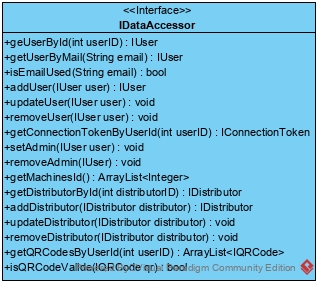 <<Interface>>
IDataAccessor
+geUserById(int userID) : IUser
+getUserByMail(String email) : IUser
+isEmailUsed(String email) : bool
+addUser(IUser user) : IUser
+updateUser(IUser user) : void
+removeUser(IUser user) : void
+getConnectionTokenByUserId(int userID) : IConnectionToken
+setAdmin(IUser user) : void
+removeAdmin(IUser user) : void
+getMachinesId() : ArrayList<Integer>
+getDistributorById(int distributorID) : IDistributor
+addDistributor(IDistributor distributor) : IDistributor
+updateDistributor(IDistributor distributor) : void
+removeDistributor(IDistributor distributor) : void
+getQRCodesByUserId(int userID) : ArrayList<IQRCode>
+isQRCodeValide(IQRCode qr) : bool
Paradigm Community Edition